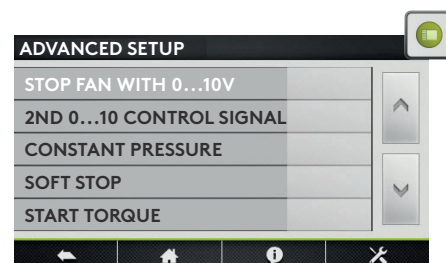 ADVANCED SETUP
STOP FAN WITH 0...10V
2ND 0...10 CONTROL SIGNAL
CONSTANT PRESSURE
SOFT STOP
START TORQUE